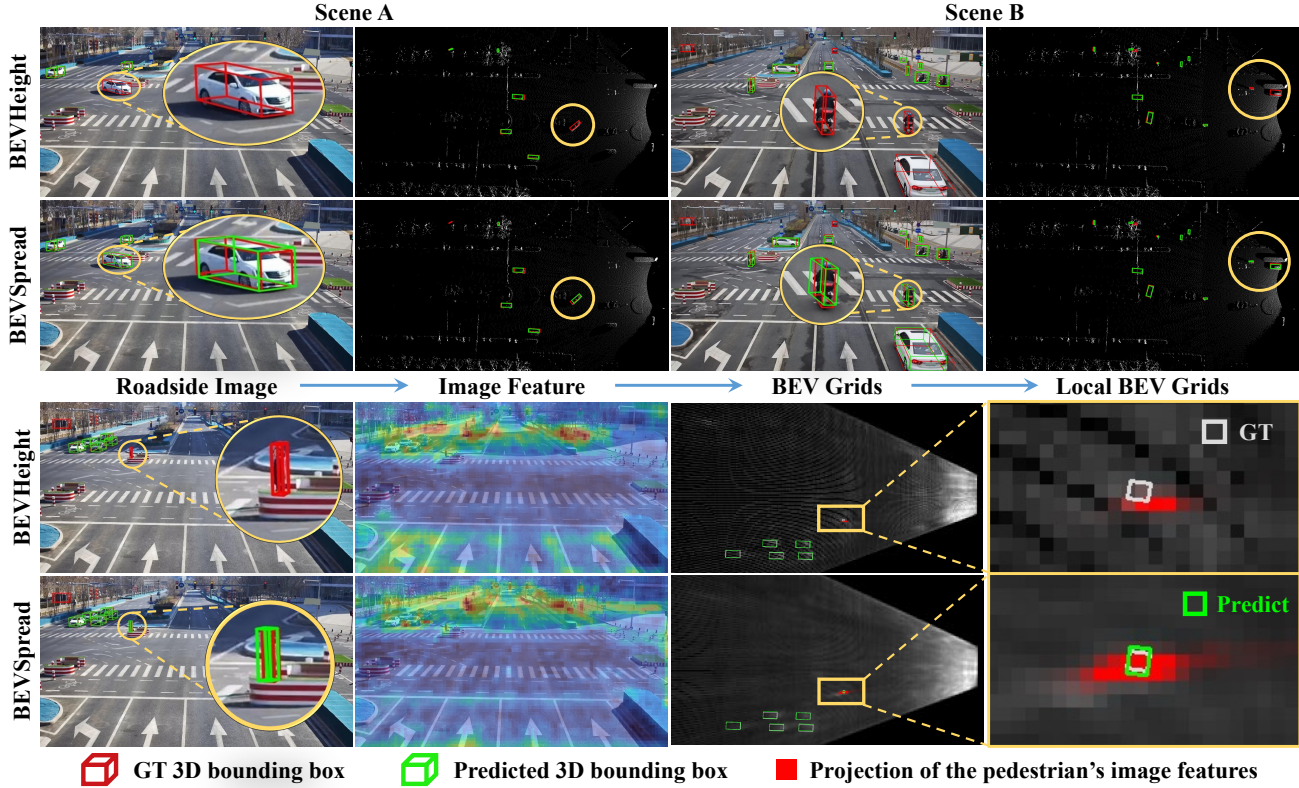 Scene A
Scene B
BEVHeight
BEVSpread
Roadside Image
Image Feature
BEV Grids
Local BEV Grids
BEVHeight
GT
BEVSpread
Predict
GT 3D bounding box
Predicted 3D bounding box
Projection of the pedestrian's image features